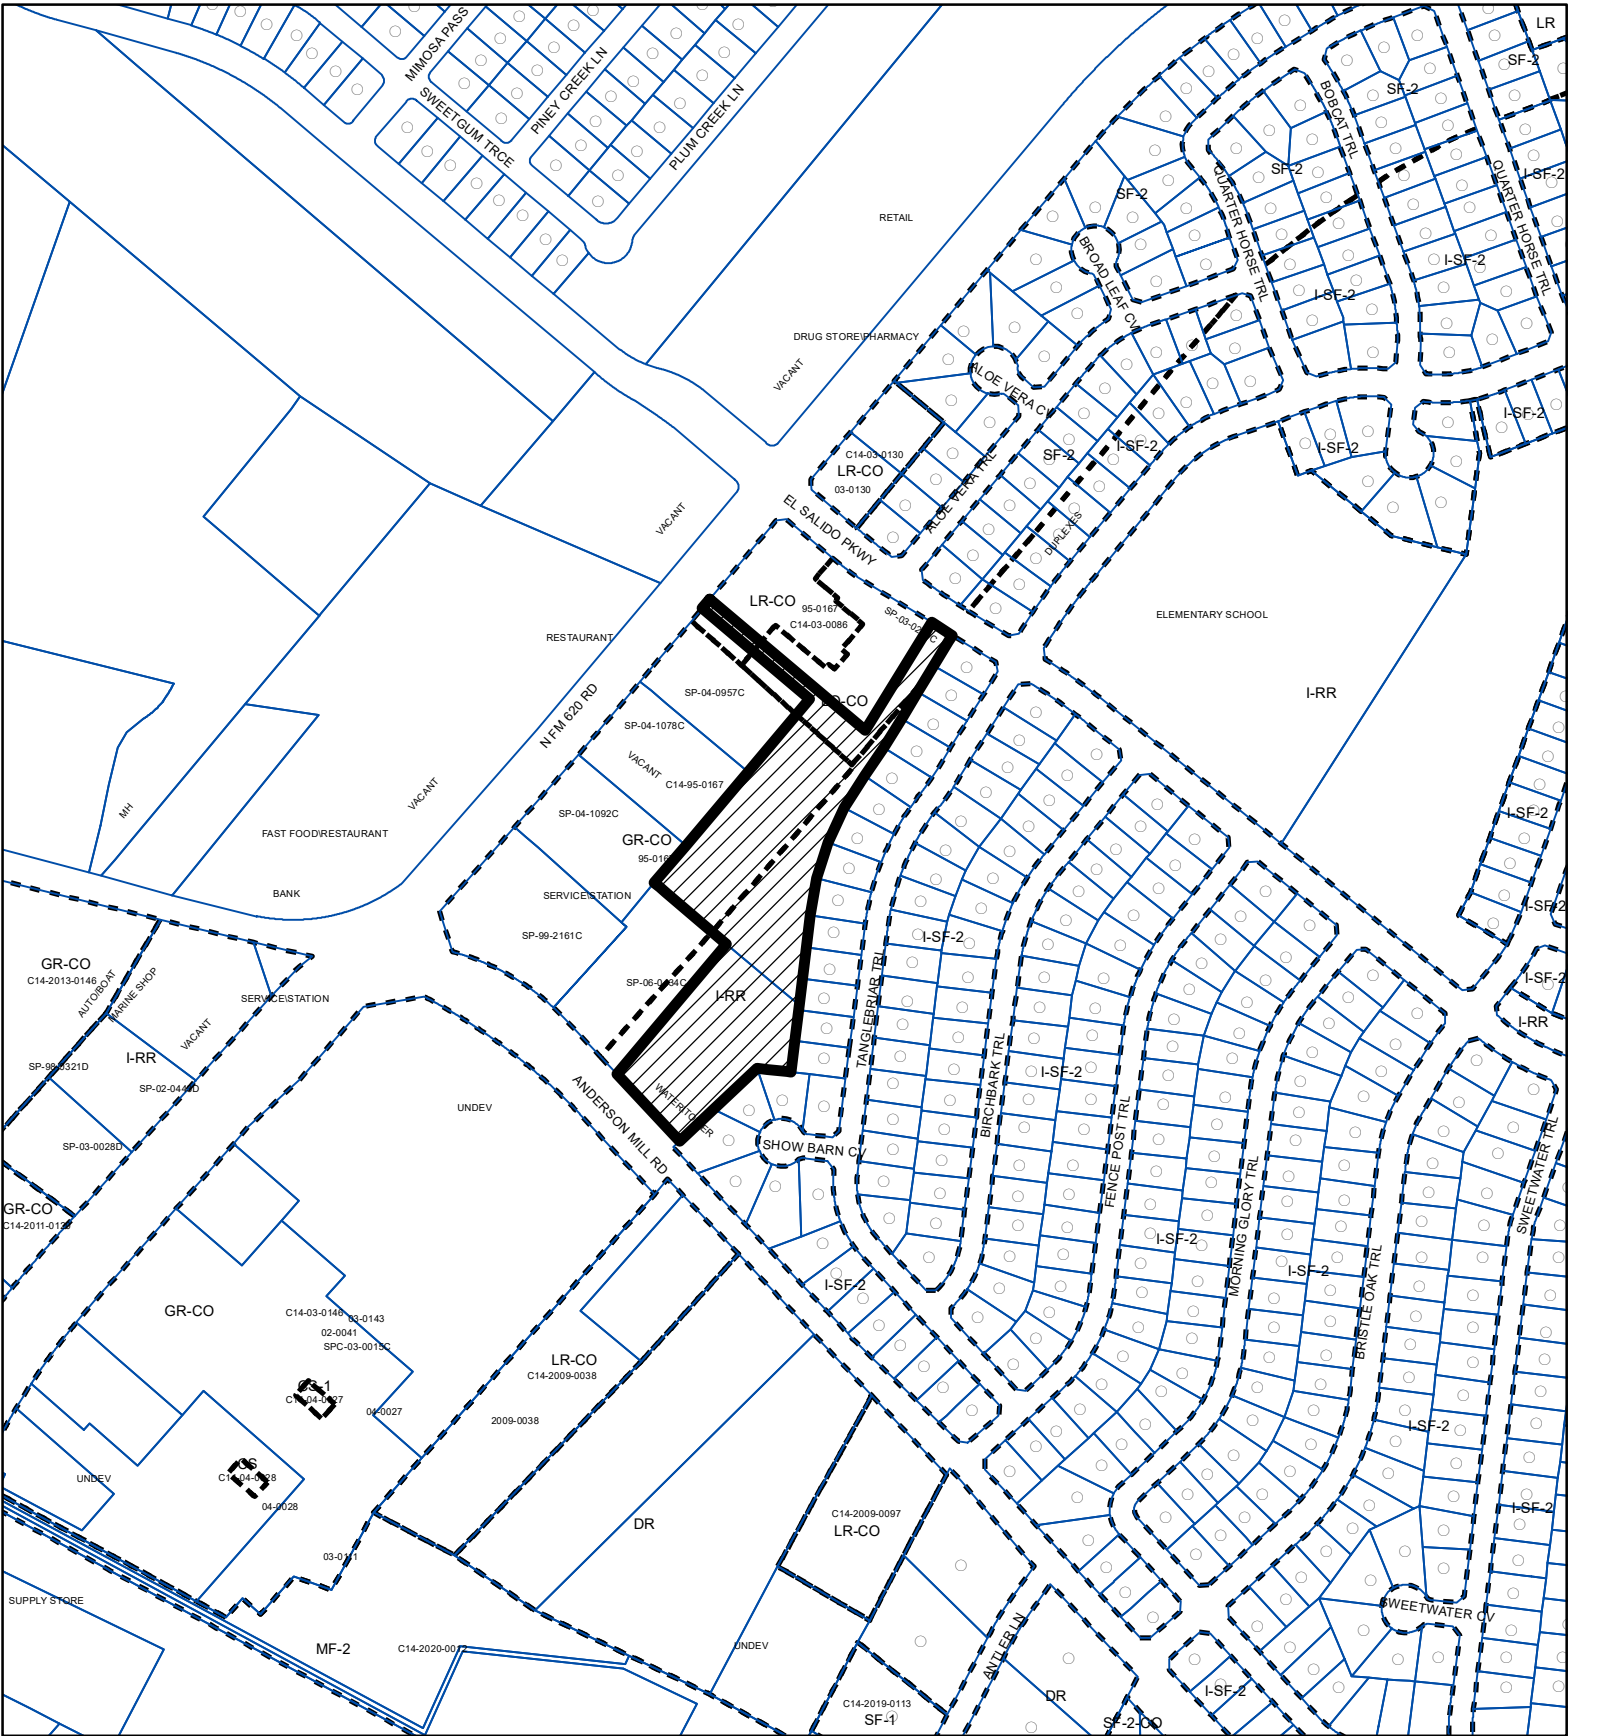 MIMOSA PASS
SWEETGUM TRCE
PINEY CREEK LN
PLUM CREEK LN
LR
SF-2
SF-2
BOBCAT TRL
SF-2
QUARTER HORSE TRL
I-SF-2
QUARTER HORSE TRL
SF-2
RETAIL
BROAD LEAF CV
I-SF-2
I-SF-2
DRUG STORE\PHARMACY
VACANT
ALOE VERA CV
I-SF-2
I-SF-2
I-SF-2
SF-2
C14-03-0130
LR-CO
03-0130
ALOE VERA TRL
EL SALIDO PKWY
VACANT
DUPLEXES
LR-CO
95-0167
C14-03-0086
ELEMENTARY SCHOOL
RESTAURANT
I-RR
SP-04-0957C
N FM 620 RD
SP-04-1078C
VACANT
C14-95-0167
MH
VACANT
SP-04-1092C
I-SF-2
FAST FOOD\RESTAURANT
GR-CO
BANK
SERVICE\STATION
I-SF-2
SP-99-2161C
I-SF-2
GR-CO
C14-2013-0146
AUTO/BOAT
MARINE SHOP
SERVICE\STATION
I-RR
I-SF-2
TANGLEBRIAR TRL
VACANT
I-RR
I-RR
SP-02-0444D
I-SF-2
BIRCHBARK TRL
UNDEV
ANDERSON MILL RD
FENCE POST TRL
SP-03-0028D
SHOW BARN CV
SWEETWATER TRL
MORNING GLORY TRL
GR-CO
I-SF-2
I-SF-2
I-SF-2
BRISTLE OAK TRL
GR-CO
C14-03-0146
03-0143
02-0041
SPC-03-0015C
LR-CO
C14-2009-0038
CS-1
04-0027
2009-0038
I-SF-2
CS
UNDEV
04-0028
I-SF-2
C14-2009-0097
LR-CO
DR
SUPPLY STORE
SWEETWATER CV
MF-2
C14-2020-0012
UNDEV
ANTLER LN
I-SF-2
DR
C14-2019-0113
SF-1
SF-2-CO